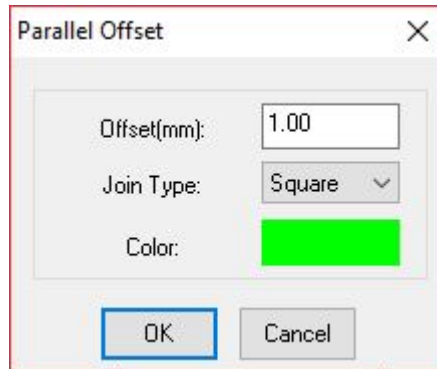 Parallel Offset
Offset(mm): 1.00
Join Type: Square
Color:
OK Cancel